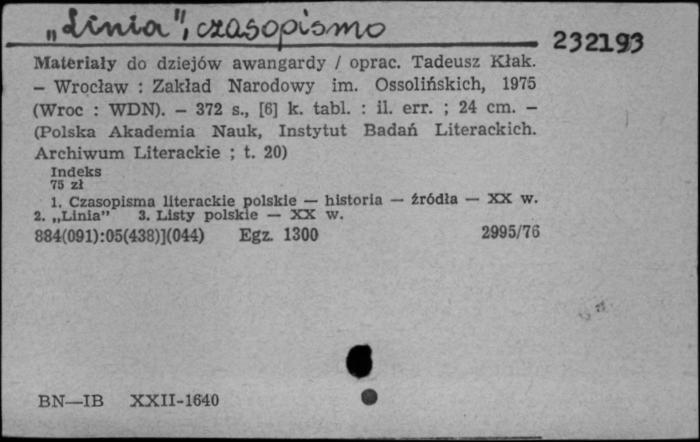 „Linia”, czasopismo
232193
Materiały do dziejów awangardy / oprac. Tadeusz Kłak.
— Wrocław : Zakład Narodowy im. Ossolińskich, 1975
(Wroc : WDN). — 372 s., [6] k. tabl. : il. err. ; 24 cm. —
(Polska Akademia Nauk, Instytut Badań Literackich.
Archiwum Literackie ; t. 20)
Indeks
75 zł
1. Czasopisma literackie polskie — historia — źródła — XX w.
2. „Linia” 3. Listy polskie — XX w.
884(091):05(438)](044) Egz. 1300 2995/76
BN—IB XXII-1640